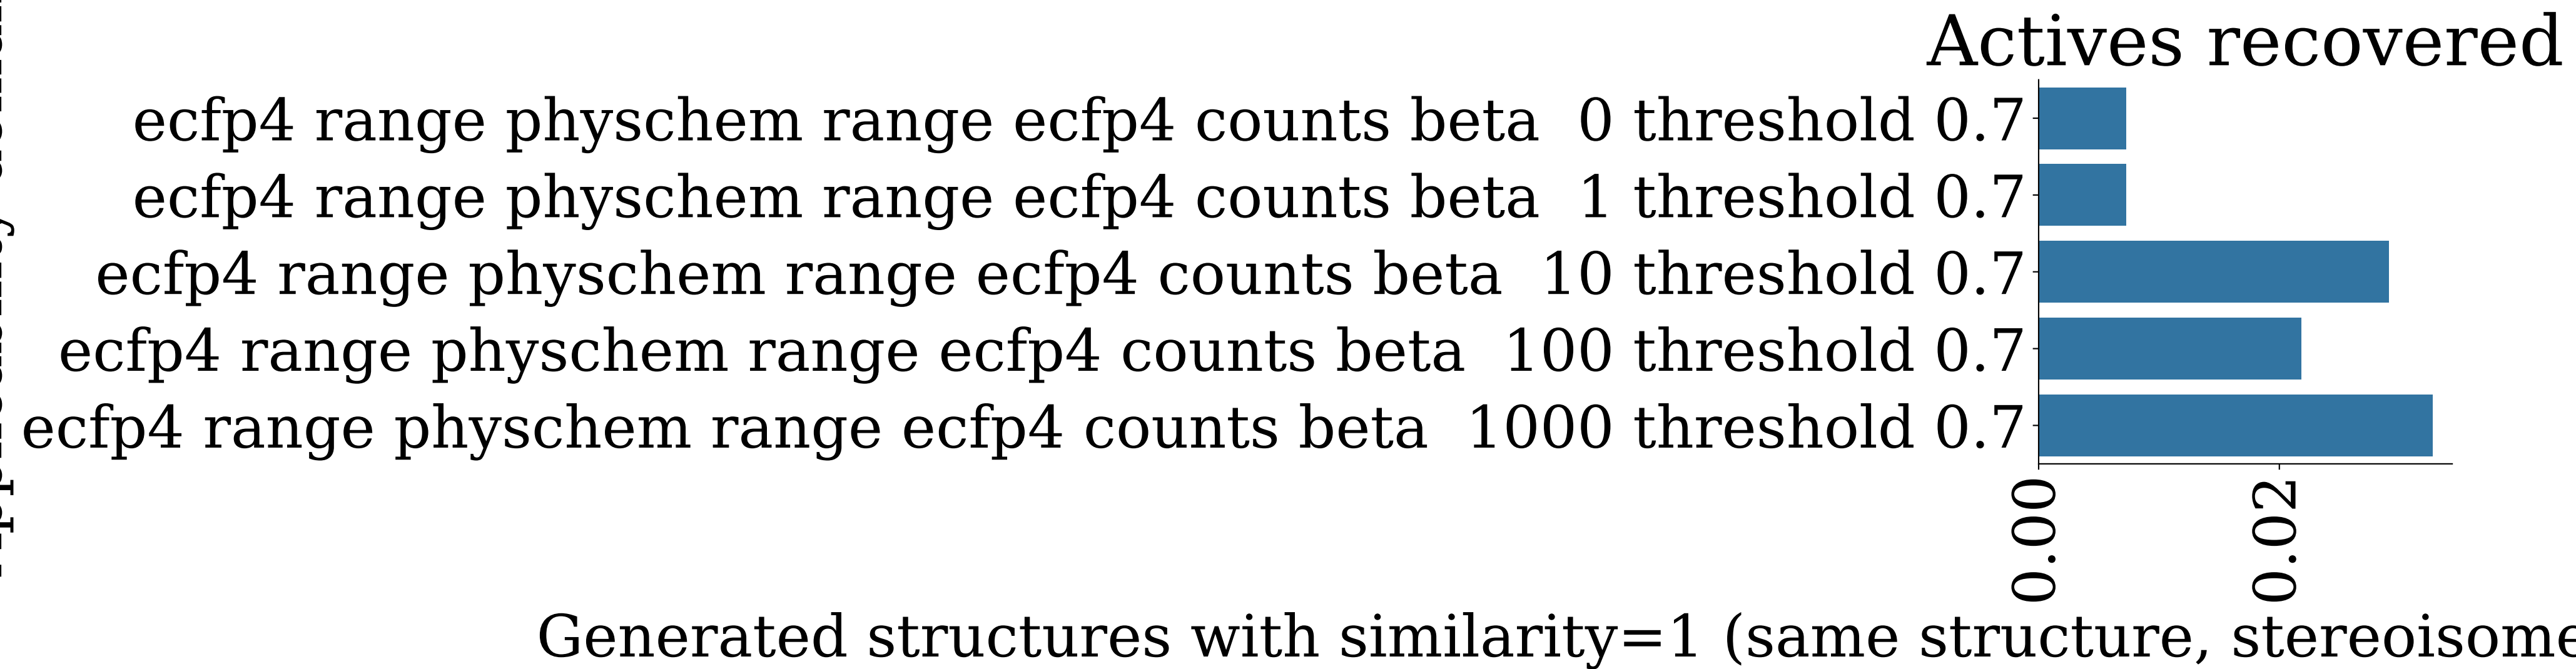 Actives recovered
ecfp4 range physchem range ecfp4 counts beta  0 threshold 0.7
ecfp4 range physchem range ecfp4 counts beta  1 threshold 0.7
ecfp4 range physchem range ecfp4 counts beta  10 threshold 0.7
ecfp4 range physchem range ecfp4 counts beta  100 threshold 0.7
ecfp4 range physchem range ecfp4 counts beta  1000 threshold 0.7
0.00
0.02
Generated structures with similarity=1 (same structure, stereoisome